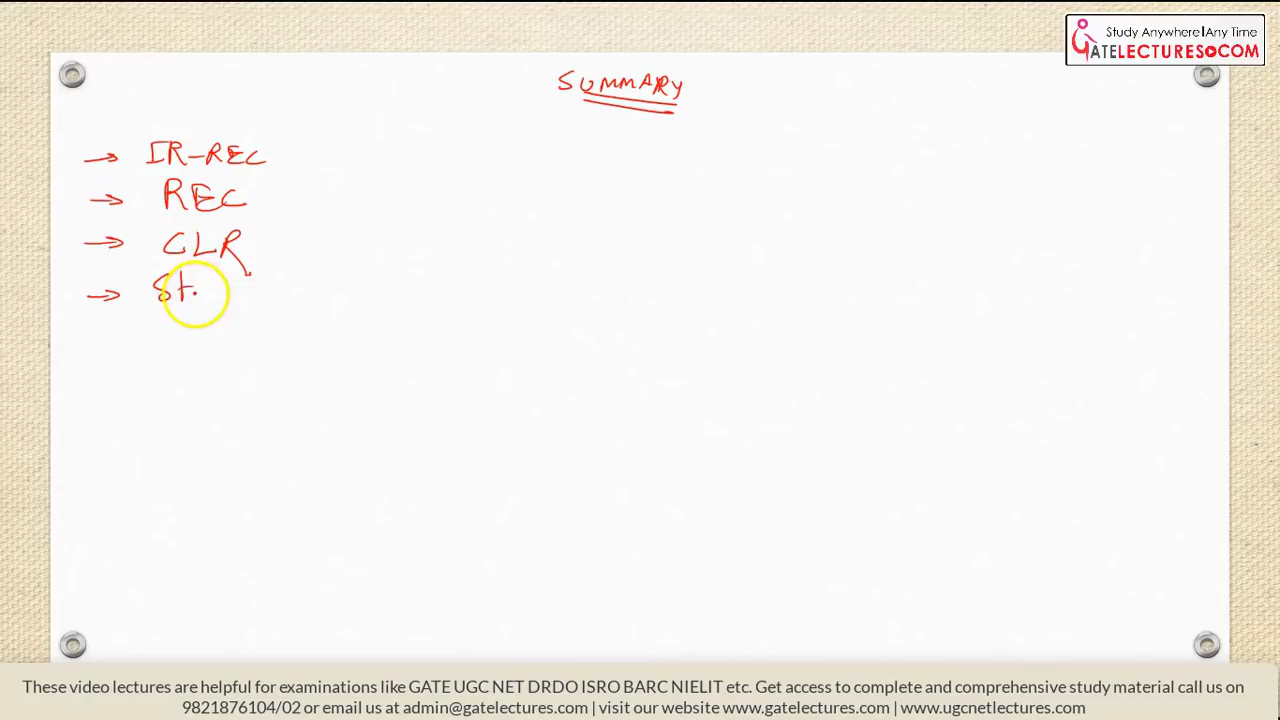 Study Anywhere|Any Time
GATELECTURES.COM
SUMMARY
→ IR-REC
→ REC
→ CLR
→ St.
These video lectures are helpful for examinations like GATE UGC NET DRDO ISRO BARC NIELIT etc. Get access to complete and comprehensive study material call us on
9821876104/02 or email us at admin@gatelectures.com | visit our website www.gatelectures.com | www.ugcnetlectures.com